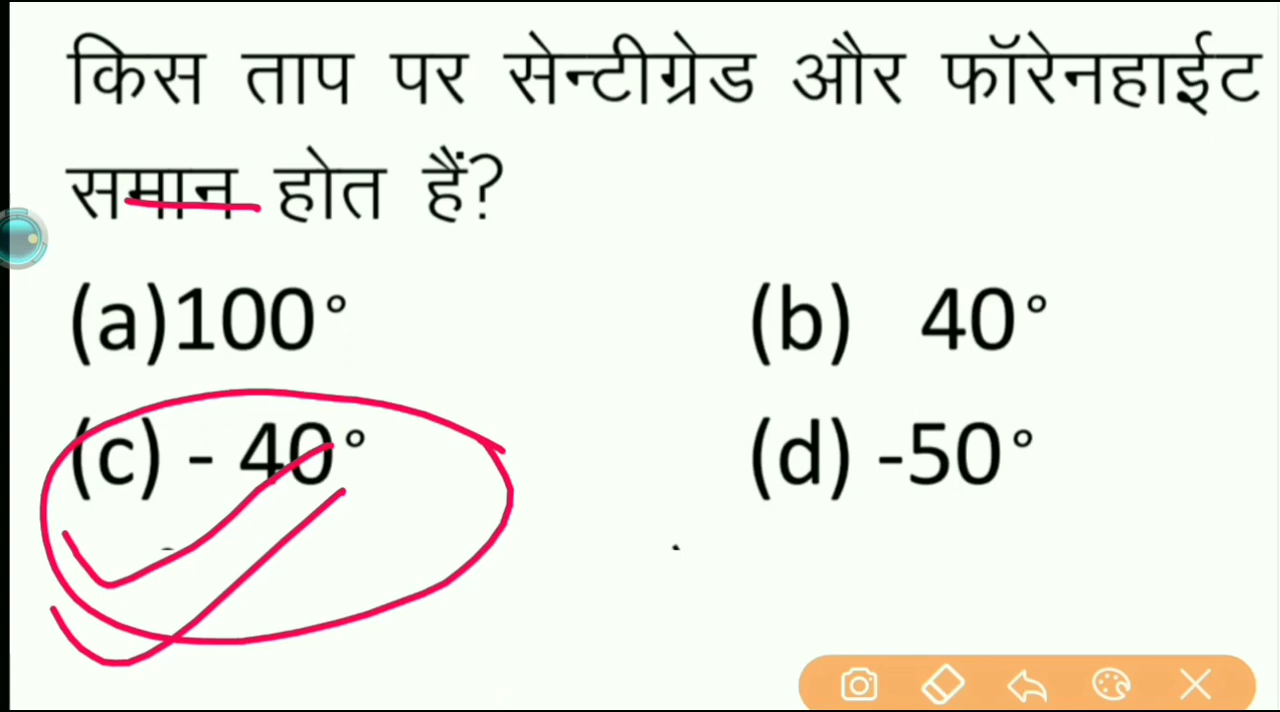 किस ताप पर सेन्टीग्रेड और फॉरेनहाईट
समान होत हैं?
(a)100° (b) 40°
(c) - 40° (d) -50°